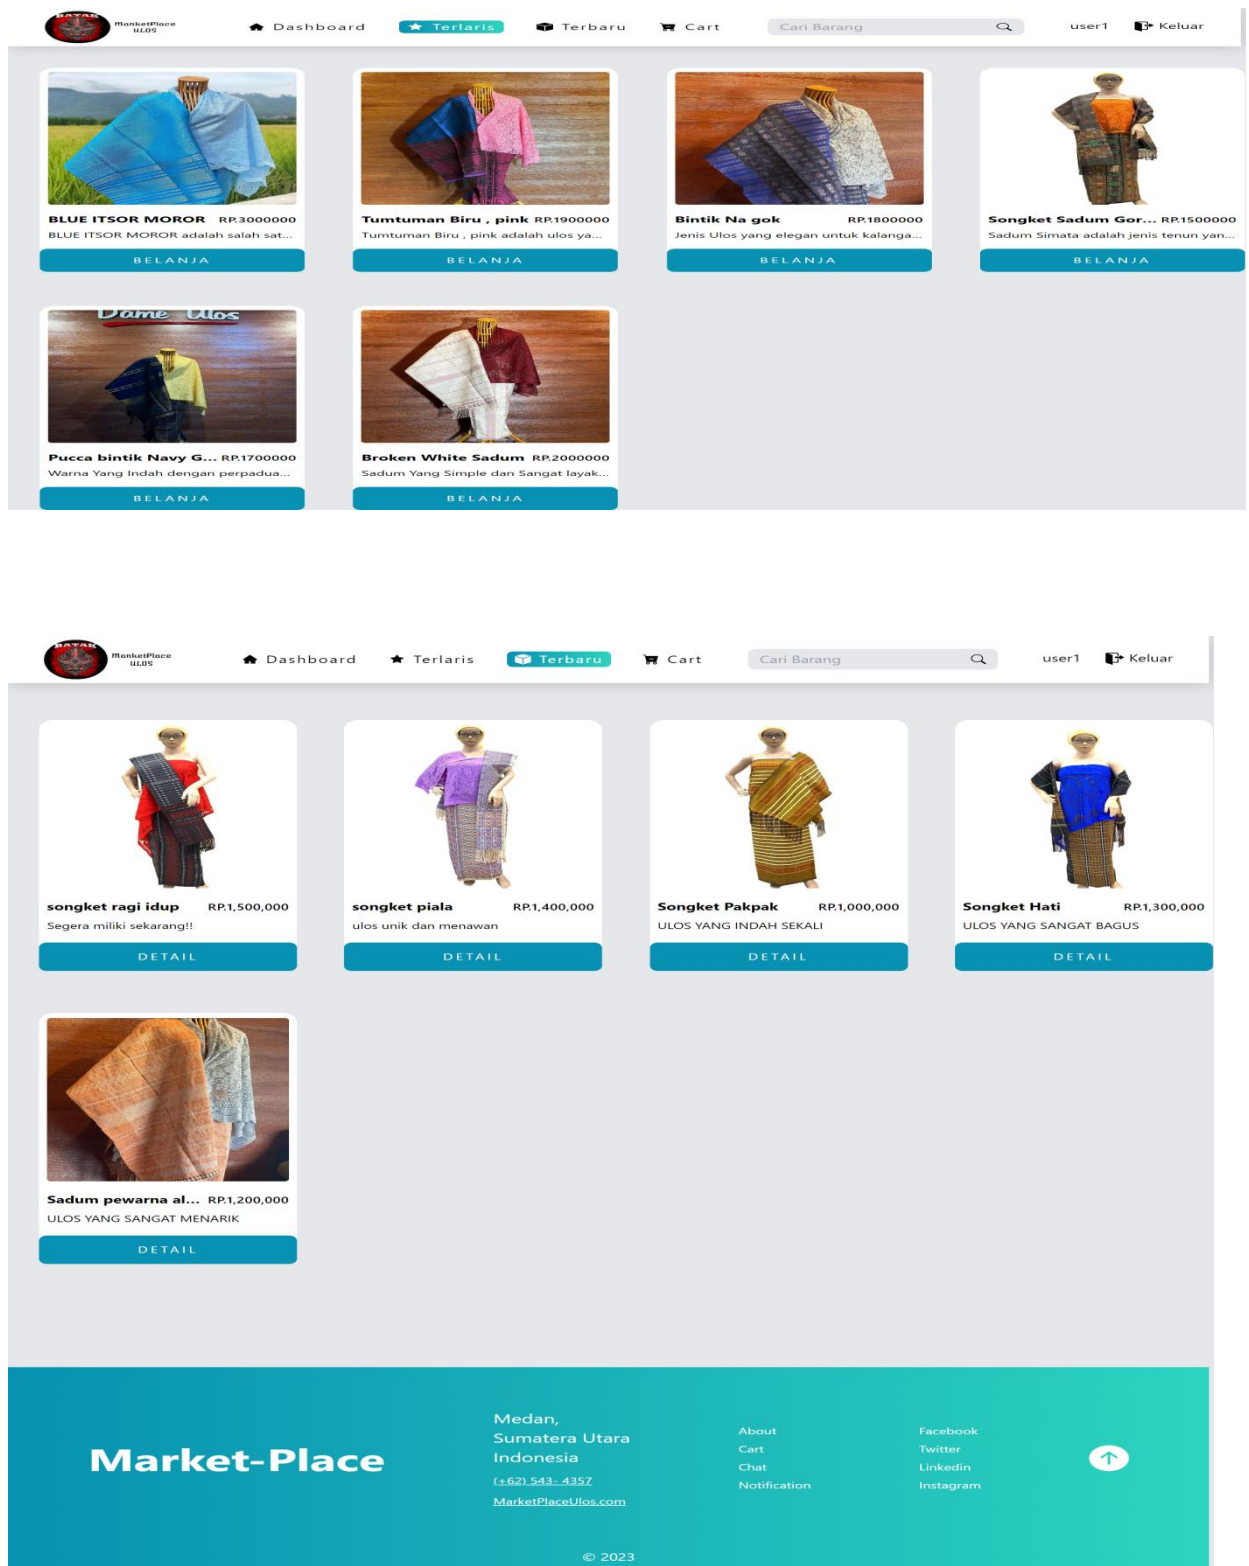 BATAK
MarketPlace
ULOS
Dashboard
Terlaris
Terbaru
Cart
Cari Barang
user1
Keluar
BLUE ITSOR MOROR RP.3000000
BLUE ITSOR MOROR adalah salah sat...
BELANJA
Tumtuman Biru , pink RP.1900000
Tumtuman Biru , pink adalah ulos ya...
BELANJA
Bintik Na gok RP.1800000
Jenis Ulos yang elegan untuk kalanga...
BELANJA
Songket Sadum Gor... RP.1500000
Sadum Simata adalah jenis tenun yan...
BELANJA
Dame Ulos
Pucca bintik Navy G... RP.1700000
Warna Yang Indah dengan perpadua...
BELANJA
Broken White Sadum RP.2000000
Sadum Yang Simple dan Sangat layak...
BELANJA
BATAK
MarketPlace
ULOS
Dashboard
Terlaris
Terbaru
Cart
Cari Barang
user1
Keluar
songket ragi idup RP.1,500,000
Segera miliki sekarang!!
DETAIL
songket piala RP.1,400,000
ulos unik dan menawan
DETAIL
Songket Pakpak RP.1,000,000
ULOS YANG INDAH SEKALI
DETAIL
Songket Hati RP.1,300,000
ULOS YANG SANGAT BAGUS
DETAIL
Sadum pewarna al... RP.1,200,000
ULOS YANG SANGAT MENARIK
DETAIL
Market-Place
Medan,
Sumatera Utara
Indonesia
(+62) 543- 4357
MarketPlaceUlos.com
About
Cart
Chat
Notification
Facebook
Twitter
Linkedin
Instagram
© 2023